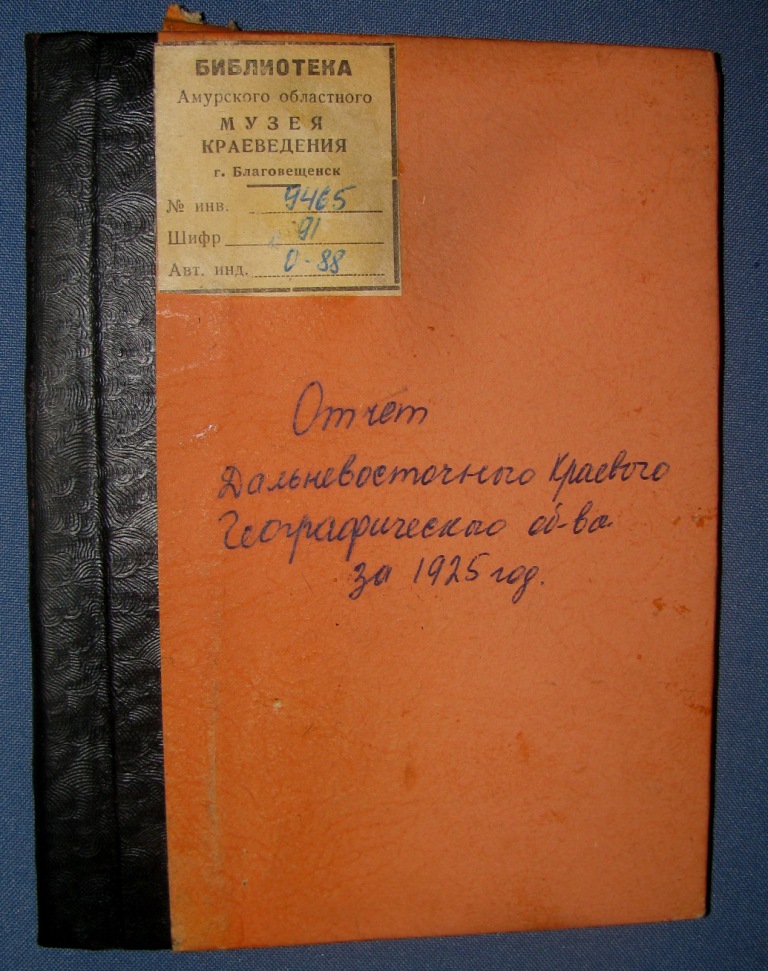 БИБЛИОТЕКА
Амурского областного
МУЗЕЯ
КРАЕВЕДЕНИЯ
г. Благовещенск
№ инв. 9465
Шифр 91
Авт. инд. О-88
Отчет
Дальневосточного Краевого
Географического об-ва
за 1925 год.